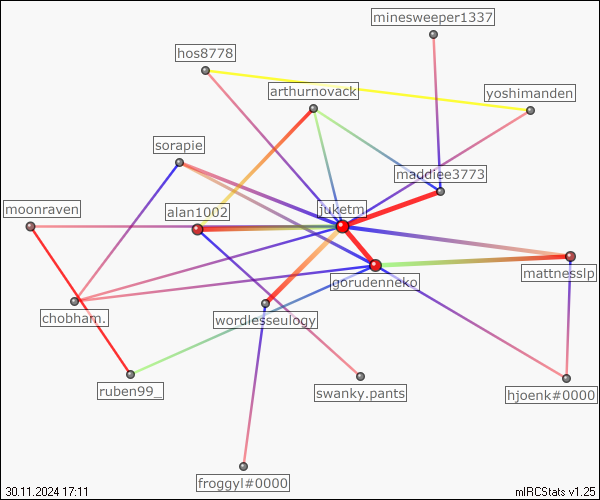 minesweeper1337
hos8778
arthurnovack
yoshimanden
sorapie
maddiee3773
moonraven
alan1002
juketm
gorudenneko
mattnesslp
chobham.
wordlesseulogy
ruben99_
swanky.pants
hjoenk#0000
froggyl#0000
30.11.2024 17:11
mIRCStats v1.25